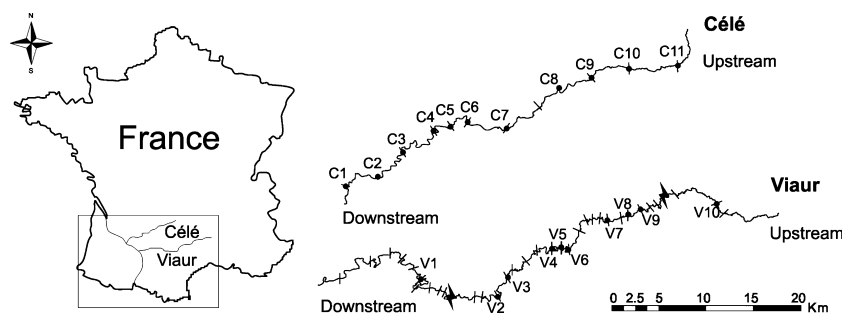 N
S
France
Célé
Viaur
Célé
Upstream
C11
C10
C9
C8
C7
C6
C5
C4
C3
C2
C1
Downstream
Viaur
Upstream
V10
V9
V8
V7
V6
V5
V4
V3
V2
V1
Downstream
0 2.5 5 10 15 20 Km